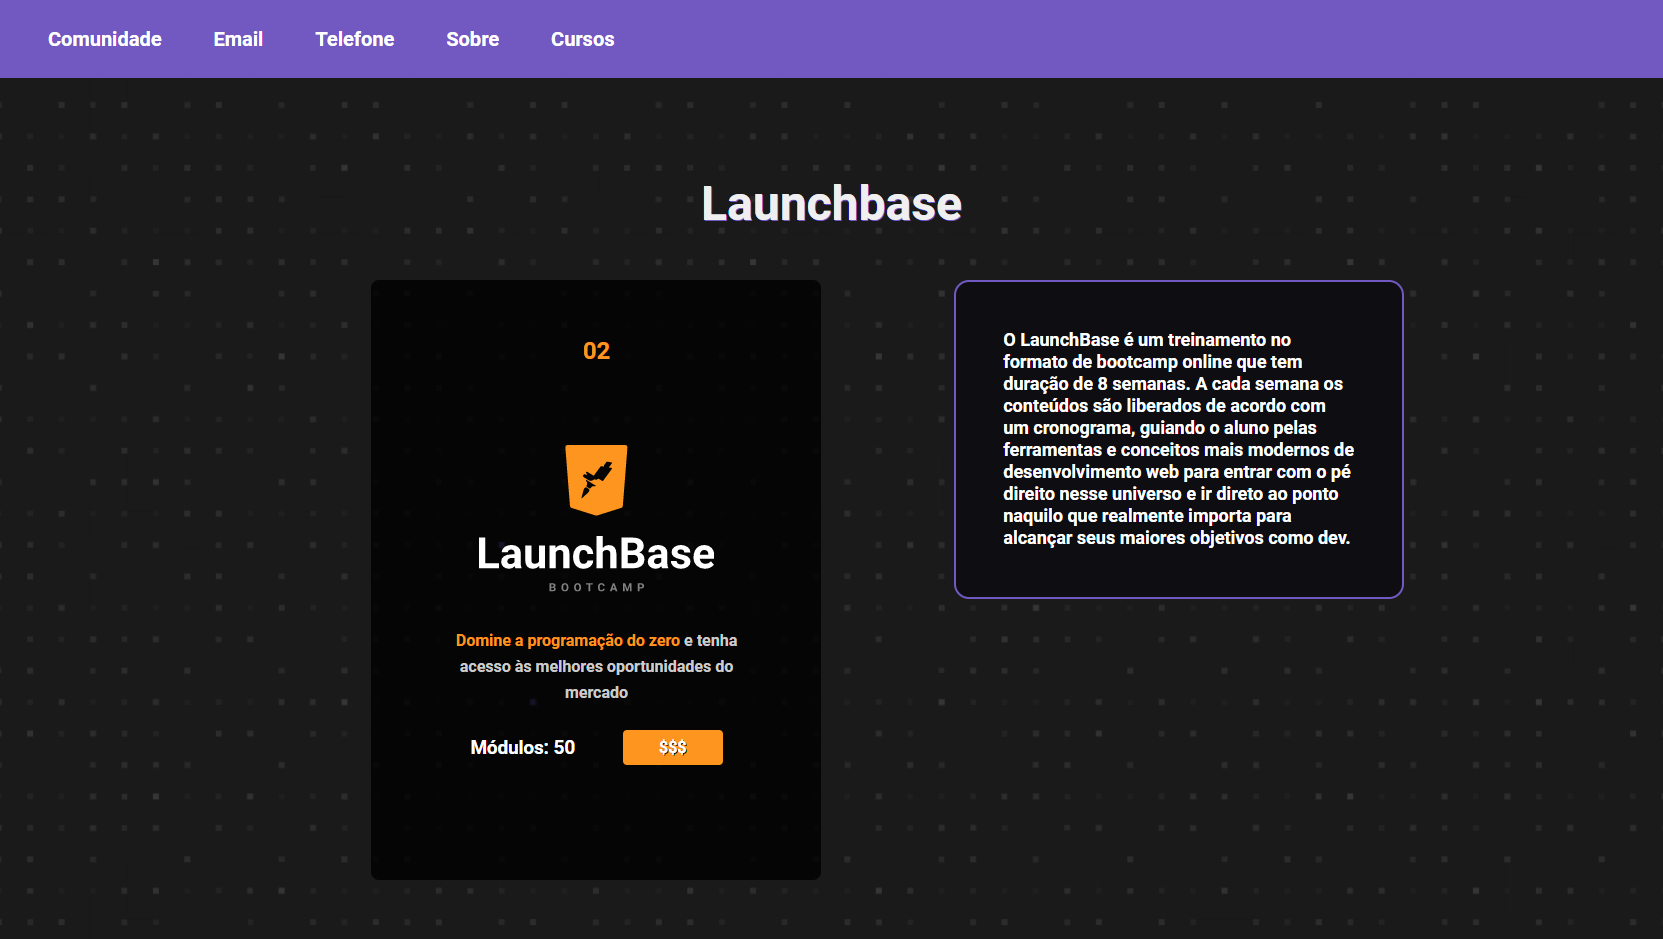 Comunidade Email Telefone Sobre Cursos
Launchbase
02
LaunchBase
BOOTCAMP
Domine a programação do zero e tenha
acesso às melhores oportunidades do
mercado
Módulos: 50 $$$
O LaunchBase é um treinamento no
formato de bootcamp online que tem
duração de 8 semanas. A cada semana os
conteúdos são liberados de acordo com
um cronograma, guiando o aluno pelas
ferramentas e conceitos mais modernos de
desenvolvimento web para entrar com o pé
direito nesse universo e ir direto ao ponto
naquilo que realmente importa para
alcançar seus maiores objetivos como dev.